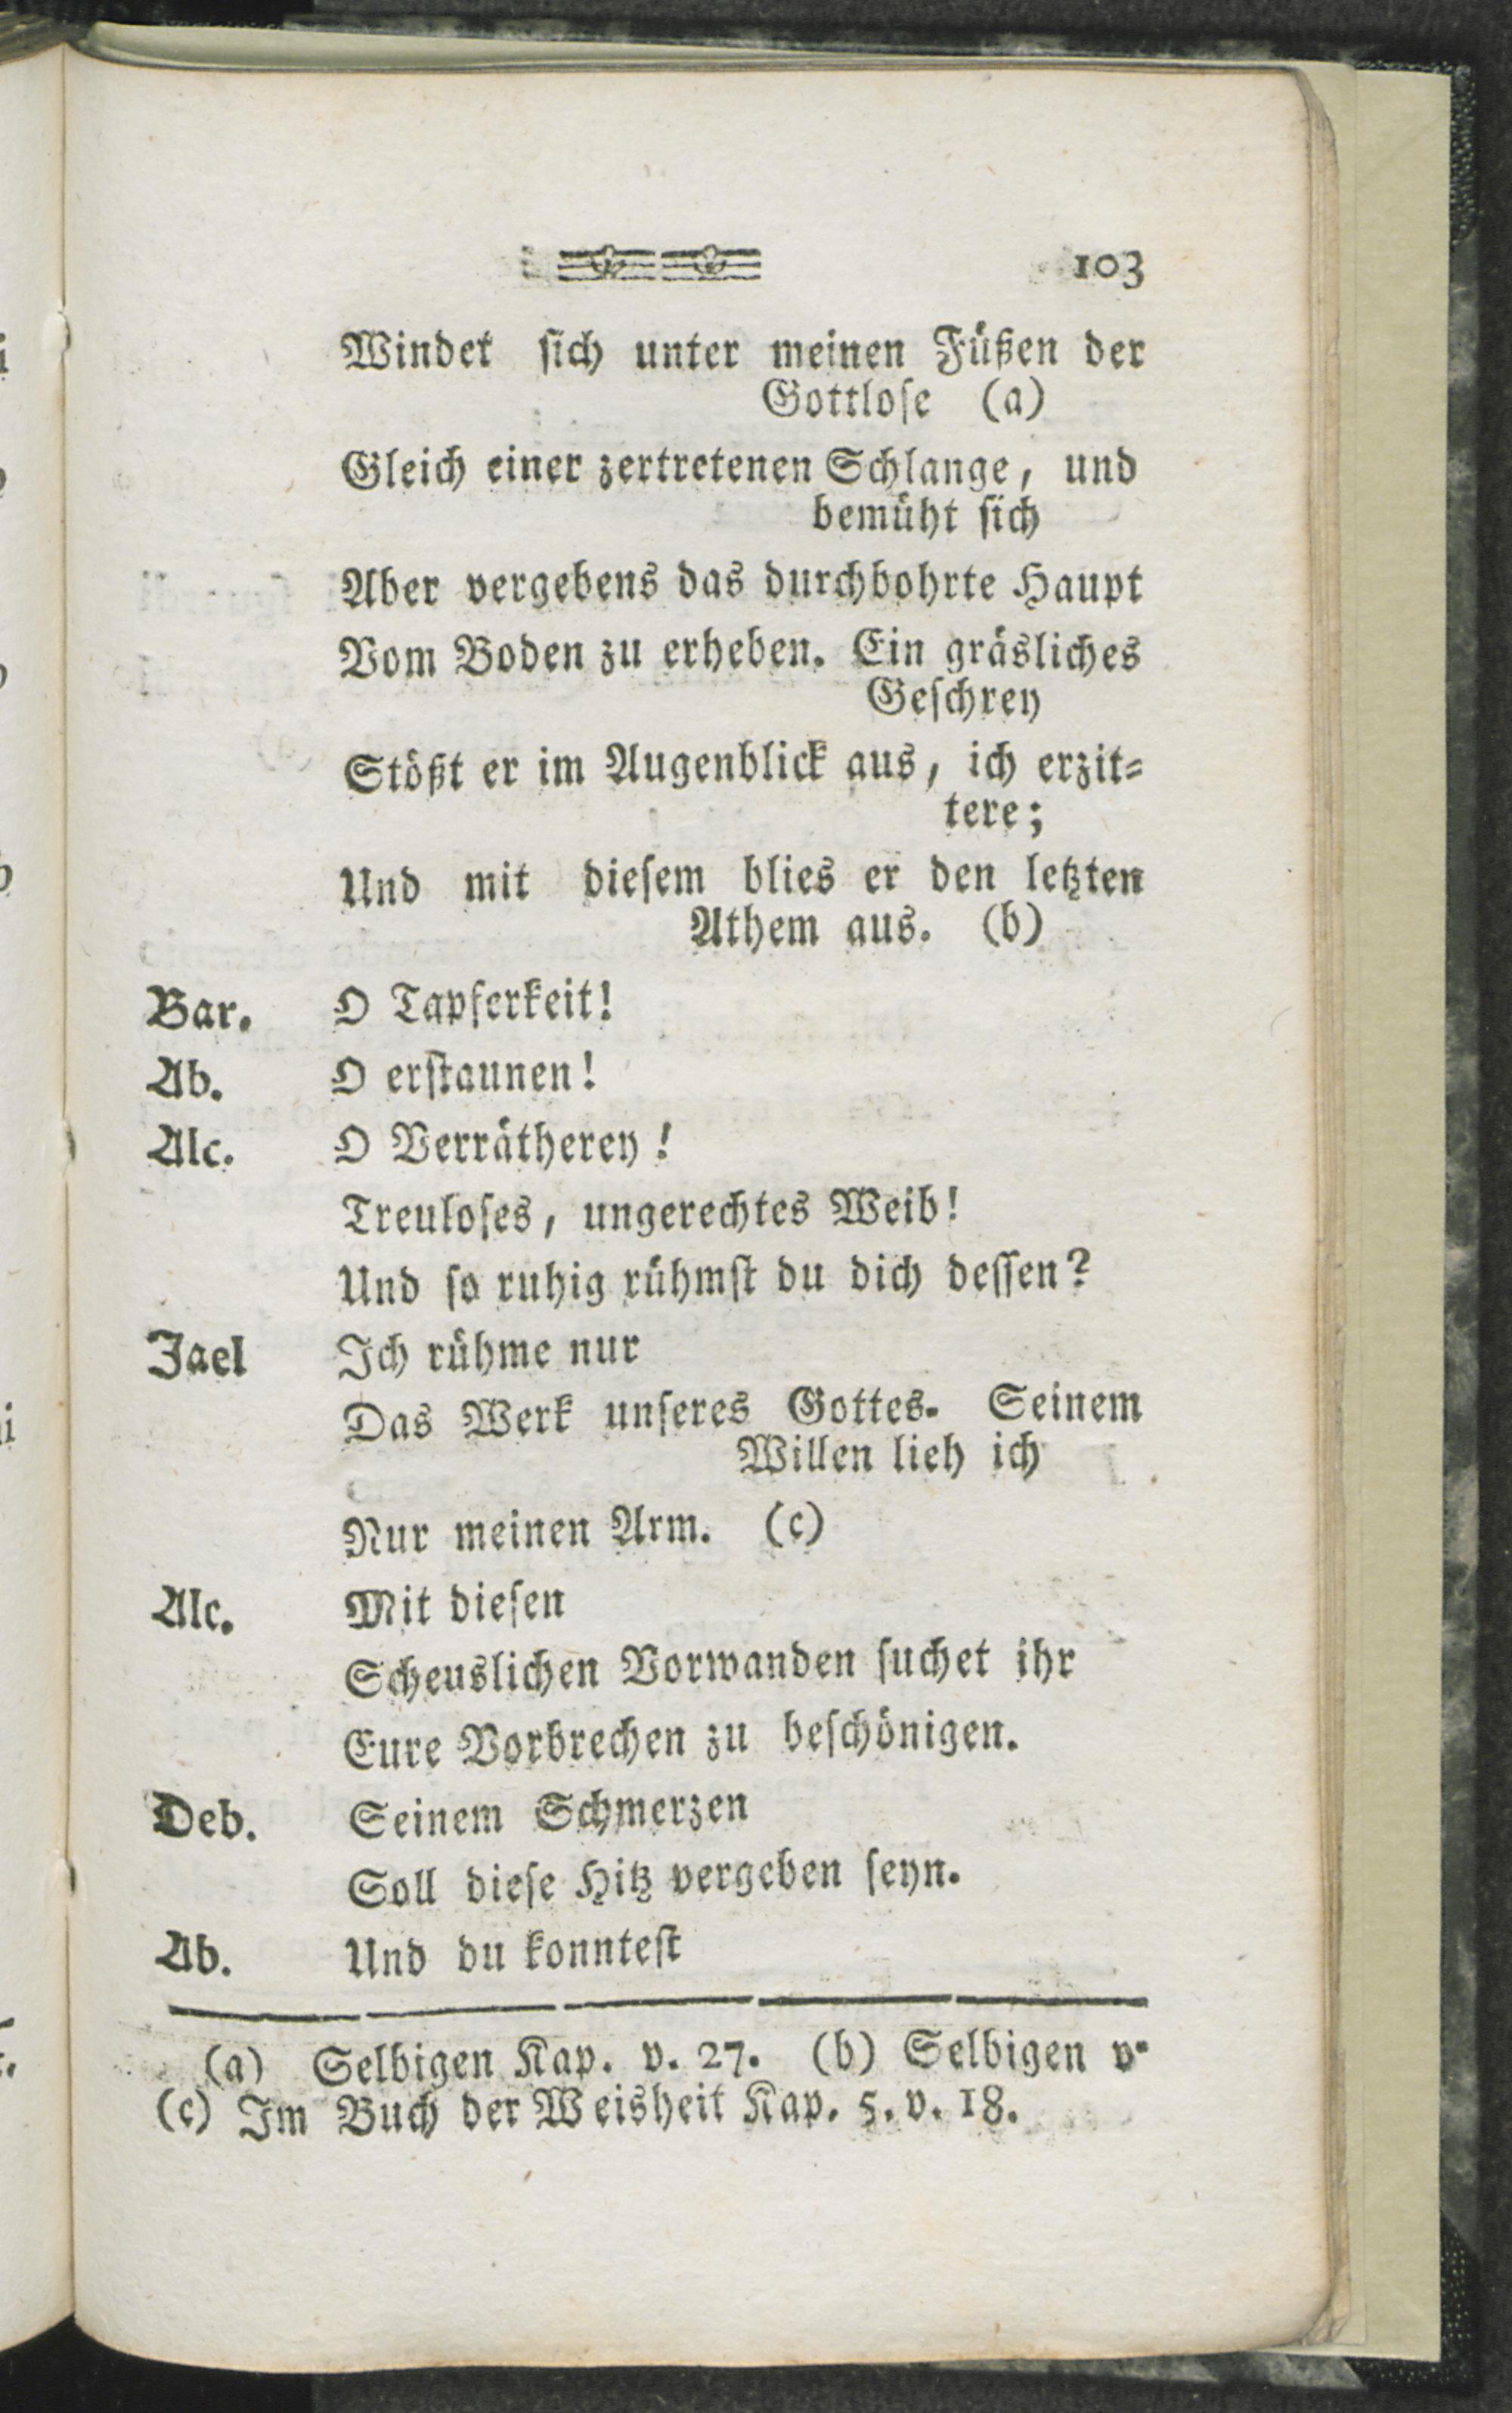 103
Windet sich unter meinen Füßen der
Gottlose (a)
Gleich einer zertretenen Schlange, und
bemüht sich
Aber vergebens das durchbohrte Haupt
Vom Boden zu erheben. Ein gräsliches
Geschrey
Stößt er im Augenblick aus, ich erzit=
tere;
Und mit diesem blies er den letzten
Athem aus. (b)
Bar. O Tapferkeit!
Ab. O erstaunen!
Alc. O Verrätherey!
Treuloses, ungerechtes Weib!
Und so ruhig rühmst du dich dessen?
Jael Ich rühme nur
Das Werk unseres Gottes. Seinem
Willen lieh ich
Nur meinen Arm. (c)
Alc. Mit diesen
Scheuslichen Vorwanden suchet ihr
Eure Vorbrechen zu beschönigen.
Deb. Seinem Schmerzen
Soll diese Hitz vergeben seyn.
Ab. Und du konntest
(a) Selbigen Kap. v. 27. (b) Selbigen v.
(c) Im Buch der Weisheit Kap. 5. v. 18.